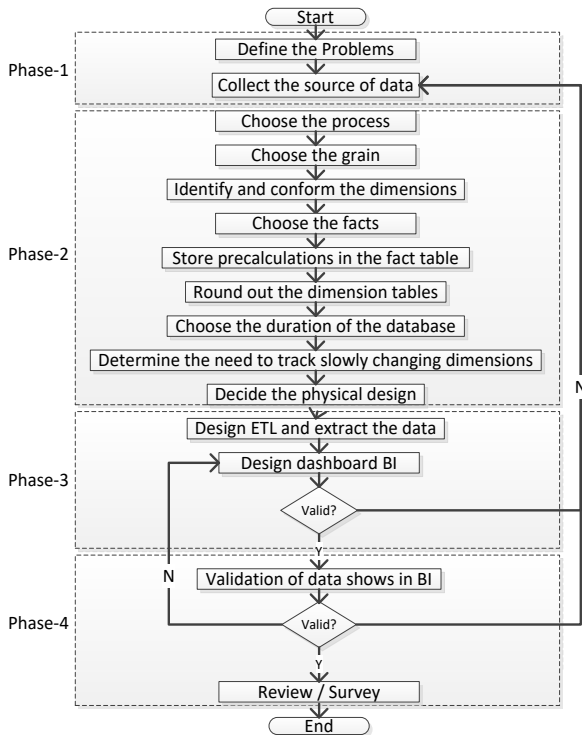 Start
Phase-1
Define the Problems
Collect the source of data
Phase-2
Choose the process
Choose the grain
Identify and conform the dimensions
Choose the facts
Store precalculations in the fact table
Round out the dimension tables
Choose the duration of the database
Determine the need to track slowly changing dimensions
Decide the physical design
N
Phase-3
Design ETL and extract the data
Design dashboard BI
Valid?
Y
N
Phase-4
Validation of data shows in BI
Valid?
Y
Review / Survey
End